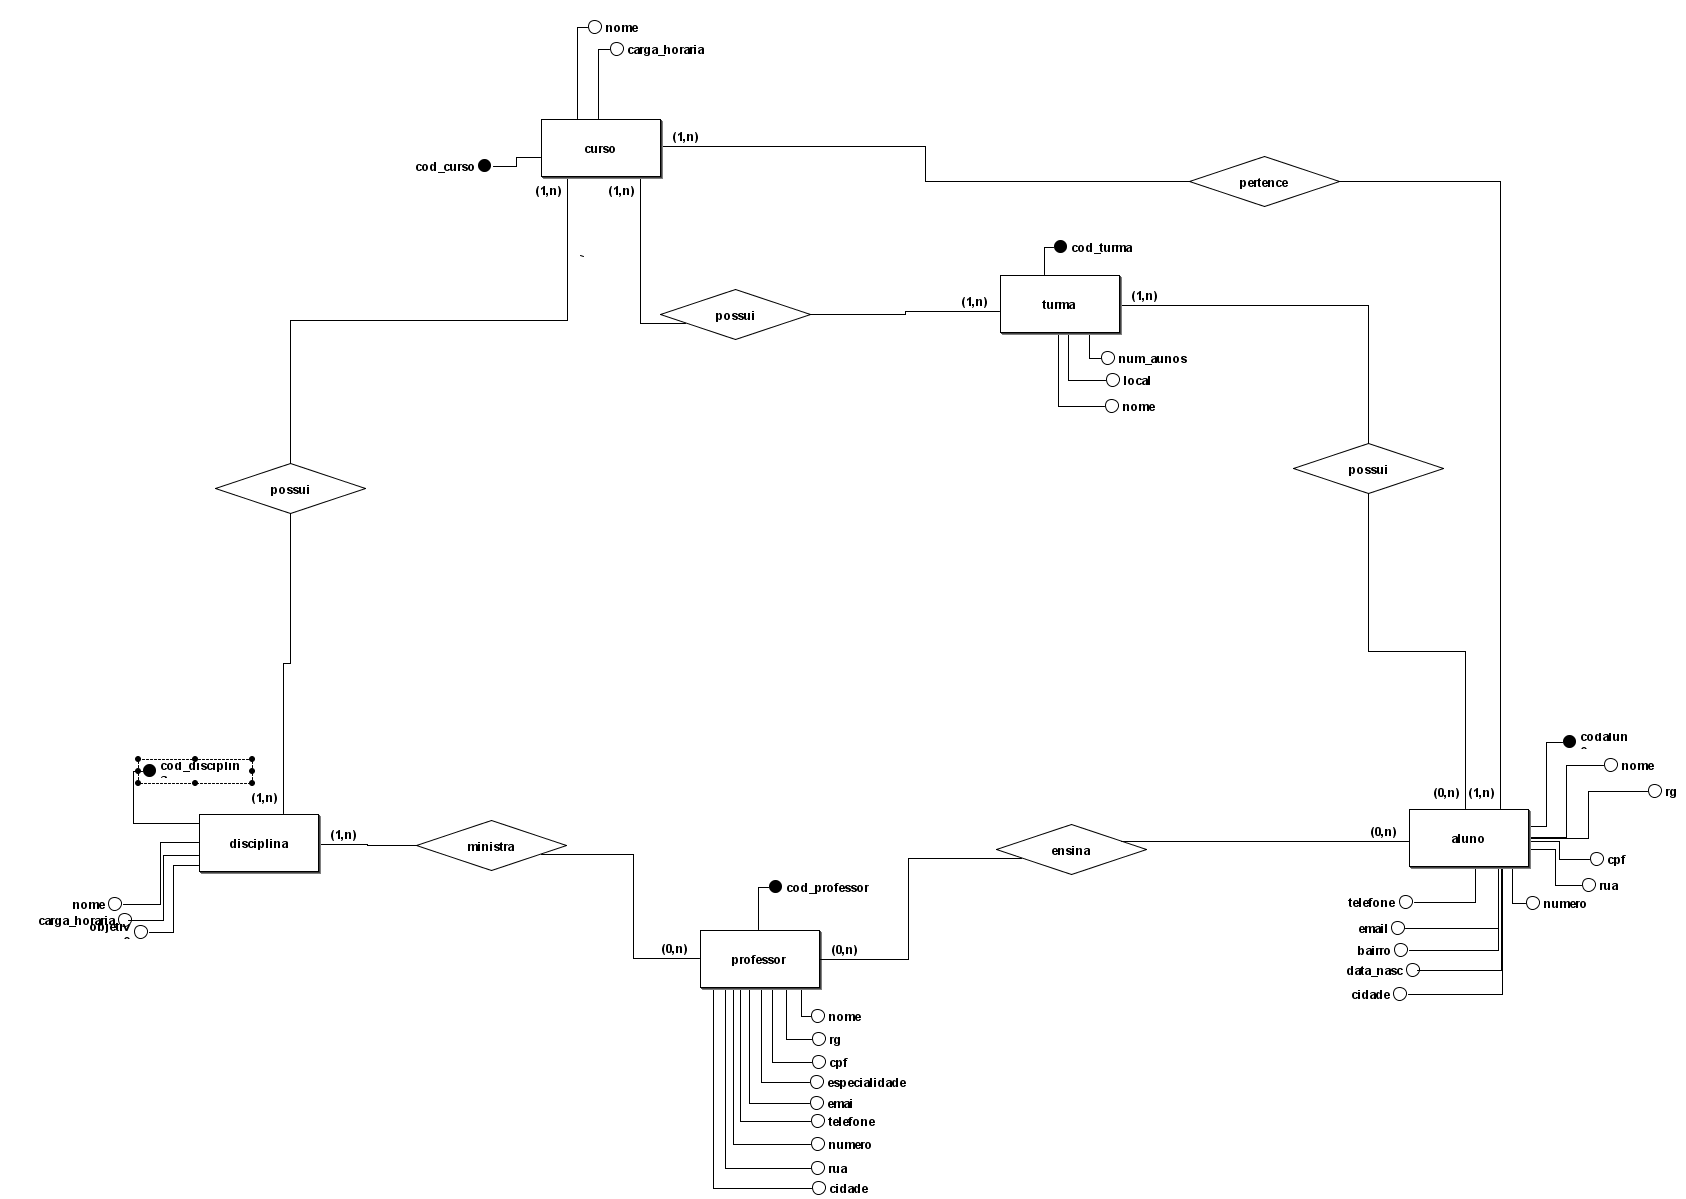 nome
carga_horaria
curso
(1,n)
cod_curso
(1,n)
(1,n)
pertence
cod_turma
turma
(1,n)
(1,n)
possui
num_aunos
local
nome
possui
possui
codalun
nome
rg
cod_disciplin
(1,n)
(0,n)
(1,n)
disciplina
(1,n)
ministra
ensina
(0,n)
aluno
cpf
rua
numero
telefone
email
bairro
data_nasc
cidade
nome
carga_horaria
cod_professor
professor
(0,n)
(0,n)
nome
rg
cpf
especialidade
emai
telefone
numero
rua
cidade